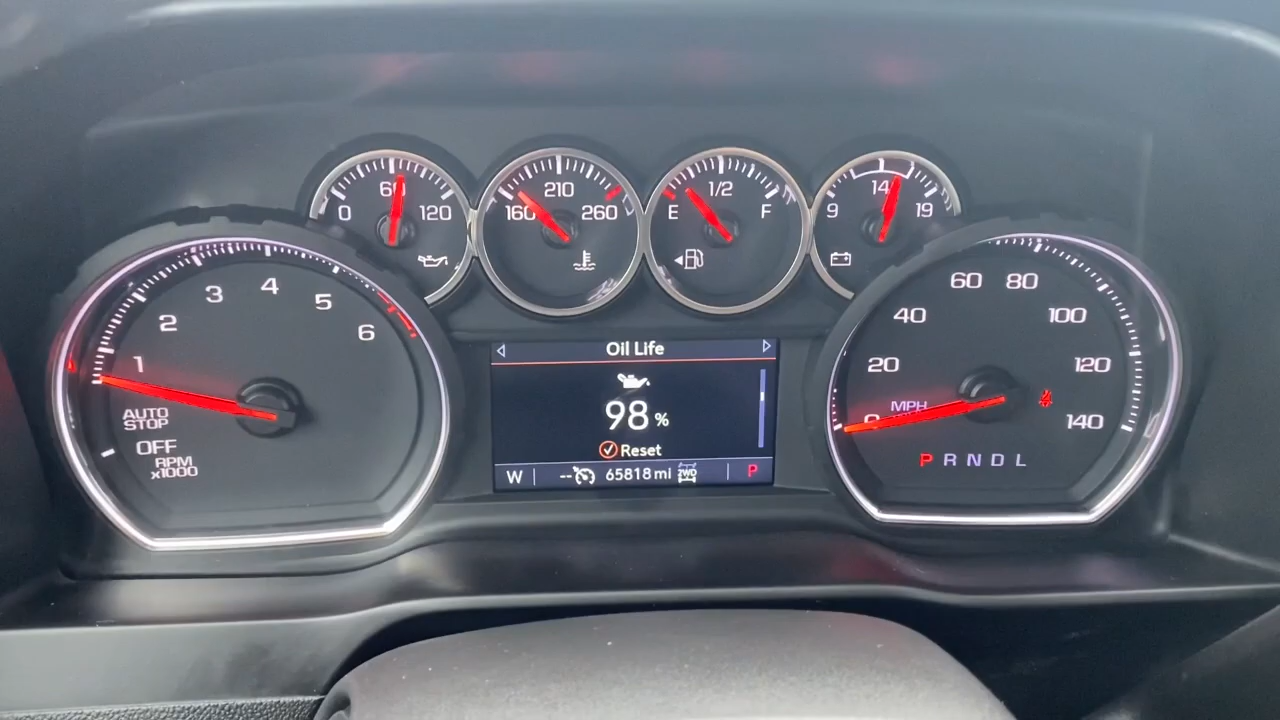 0 60 120
160 210 260
E 1/2 F
9 14 19
1 2 3 4 5 6
AUTO
STOP
OFF
RPM
x1000
Oil Life
98 %
Reset
W -- 65818 mi 2WD P
0 20 40 60 80 100 120 140
MPH
P R N D L